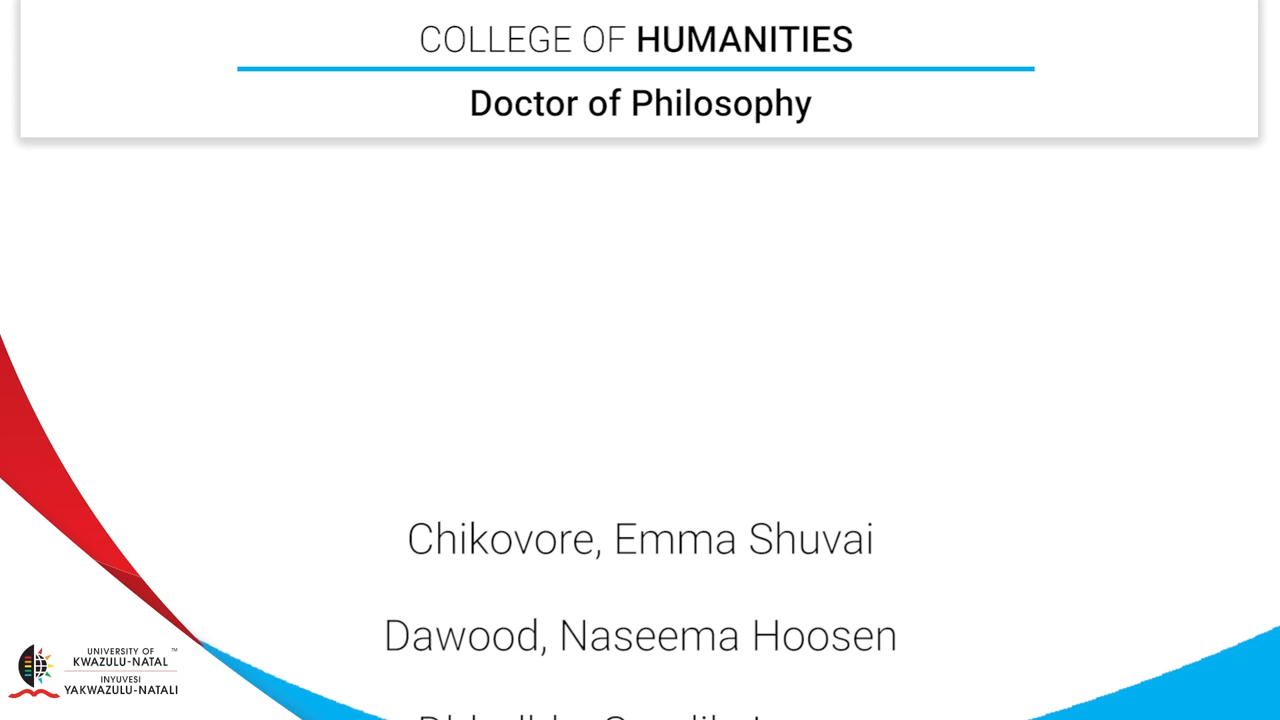 COLLEGE OF HUMANITIES
Doctor of Philosophy
Chikovore, Emma Shuvai
Dawood, Naseema Hoosen
UNIVERSITY OF ™
KWAZULU-NATAL
INYUVESI
YAKWAZULU-NATALI